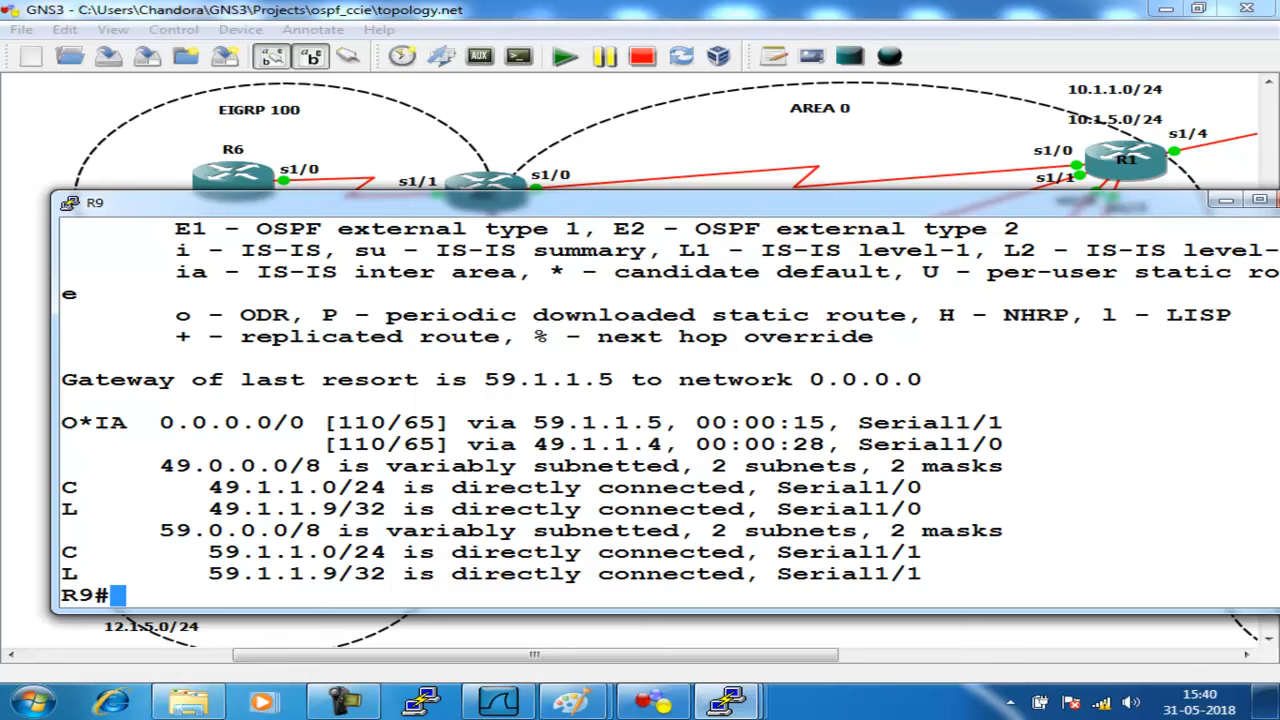 GNS3 - C:\Users\Chandora\GNS3\Projects\ospf_ccie\topology.net
File Edit View Control Device Annotate Help
EIGRP 100
AREA 0
10.1.1.0/24
10.1.5.0/24
R6
s1/0
s1/1
s1/0
s1/0
s1/1
R1
s1/4
R9
E1 - OSPF external type 1, E2 - OSPF external type 2
i - IS-IS, su - IS-IS summary, L1 - IS-IS level-1, L2 - IS-IS level-
ia - IS-IS inter area, * - candidate default, U - per-user static ro
e
o - ODR, P - periodic downloaded static route, H - NHRP, l - LISP
+ - replicated route, % - next hop override
Gateway of last resort is 59.1.1.5 to network 0.0.0.0
O*IA 0.0.0.0/0 [110/65] via 59.1.1.5, 00:00:15, Serial1/1
[110/65] via 49.1.1.4, 00:00:28, Serial1/0
49.0.0.0/8 is variably subnetted, 2 subnets, 2 masks
C 49.1.1.0/24 is directly connected, Serial1/0
L 49.1.1.9/32 is directly connected, Serial1/0
59.0.0.0/8 is variably subnetted, 2 subnets, 2 masks
C 59.1.1.0/24 is directly connected, Serial1/1
L 59.1.1.9/32 is directly connected, Serial1/1
R9#
12.1.5.0/24
15:40
31-05-2018